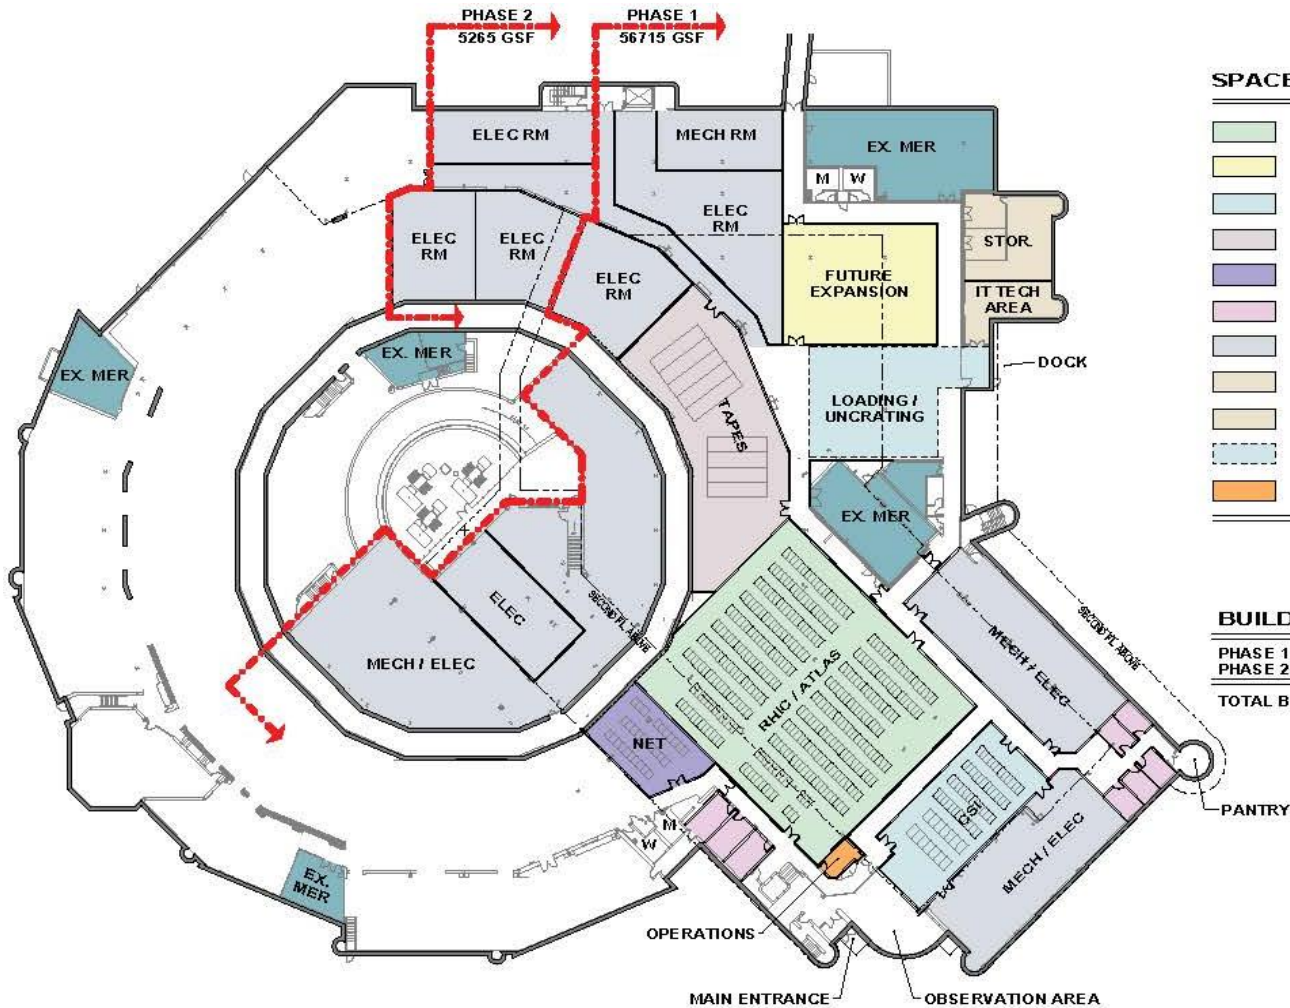 PHASE 2
5265 GSF
PHASE 1
56715 GSF
SPACE
ELEC RM
MECH RM
EX. MER
M
W
ELEC
RM
ELEC
RM
ELEC
RM
ELEC
RM
STOR.
FUTURE
EXPANSION
IT TECH
AREA
EX. MER
EX. MER
DOCK
LOADING /
UNCRATING
TAPES
EX. MER
ELEC
SECOND FL ABOVE
SECOND FL ABOVE
MECH / ELEC
MECH / ELEC
RHIC / ATLAS
BUILD
PHASE 1
PHASE 2
TOTAL B
NET
CSI
PANTRY
M
W
MECH / ELEC
EX.
MER
OPERATIONS
MAIN ENTRANCE
OBSERVATION AREA